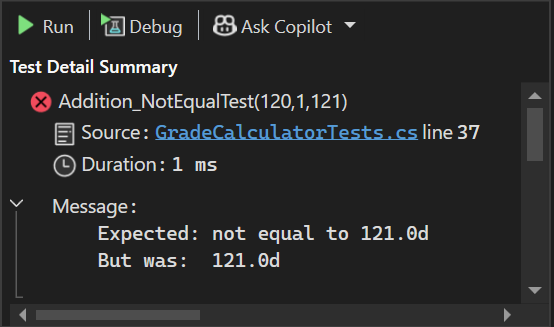 Run Debug Ask Copilot
Test Detail Summary
Addition_NotEqualTest(120,1,121)
Source: GradeCalculatorTests.cs line 37
Duration: 1 ms
Message:
Expected: not equal to 121.0d
But was:  121.0d